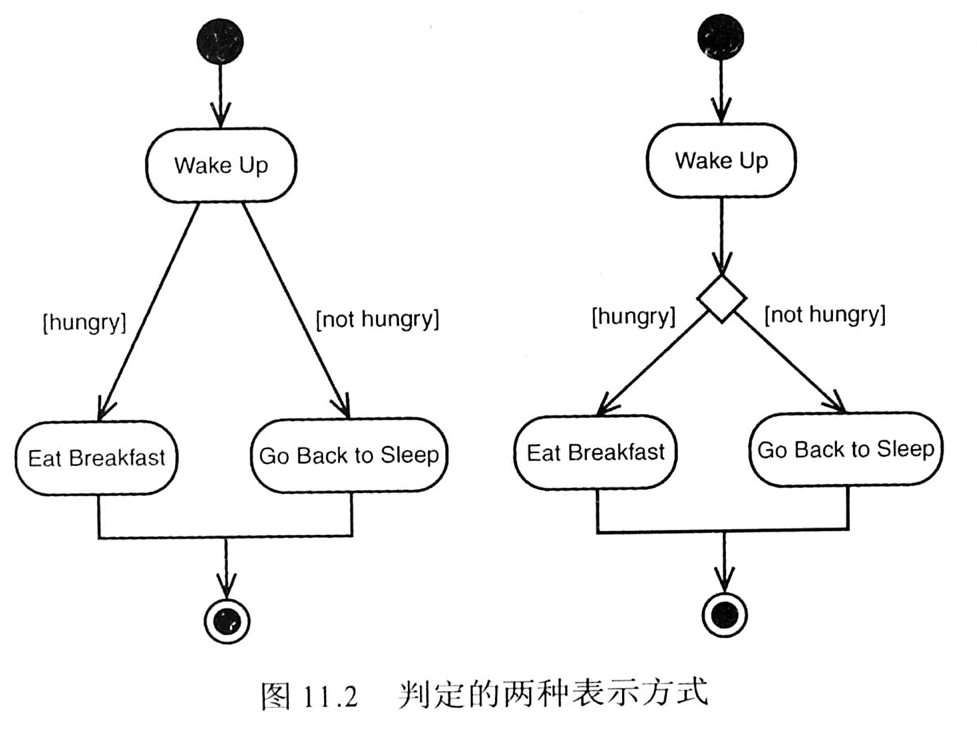 Wake Up
[hungry]
[not hungry]
Eat Breakfast
Go Back to Sleep
Wake Up
[hungry]
[not hungry]
Eat Breakfast
Go Back to Sleep
图 11.2 判定的两种表示方式